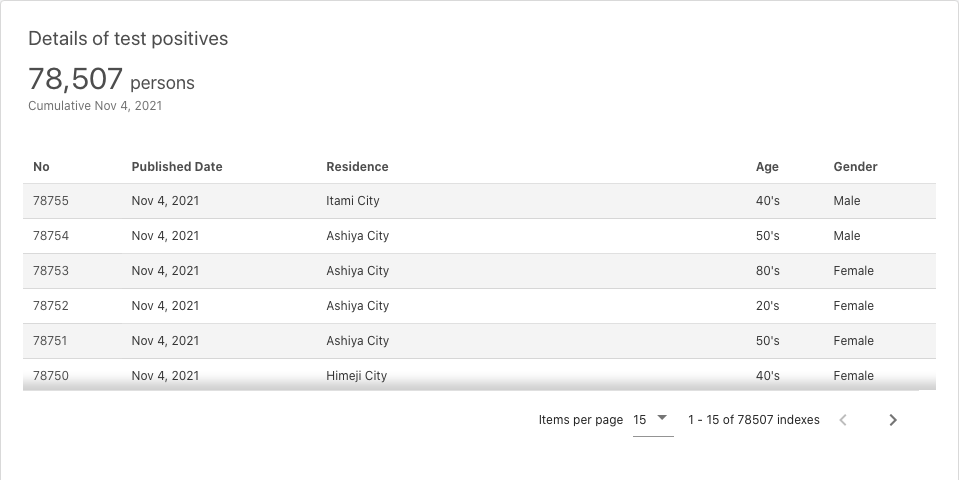 Details of test positives
78,507 persons
Cumulative Nov 4, 2021
No Published Date Residence Age Gender
78755 Nov 4, 2021 Itami City 40's Male
78754 Nov 4, 2021 Ashiya City 50's Male
78753 Nov 4, 2021 Ashiya City 80's Female
78752 Nov 4, 2021 Ashiya City 20's Female
78751 Nov 4, 2021 Ashiya City 50's Female
78750 Nov 4, 2021 Himeji City 40's Female
Items per page 15 1 - 15 of 78507 indexes